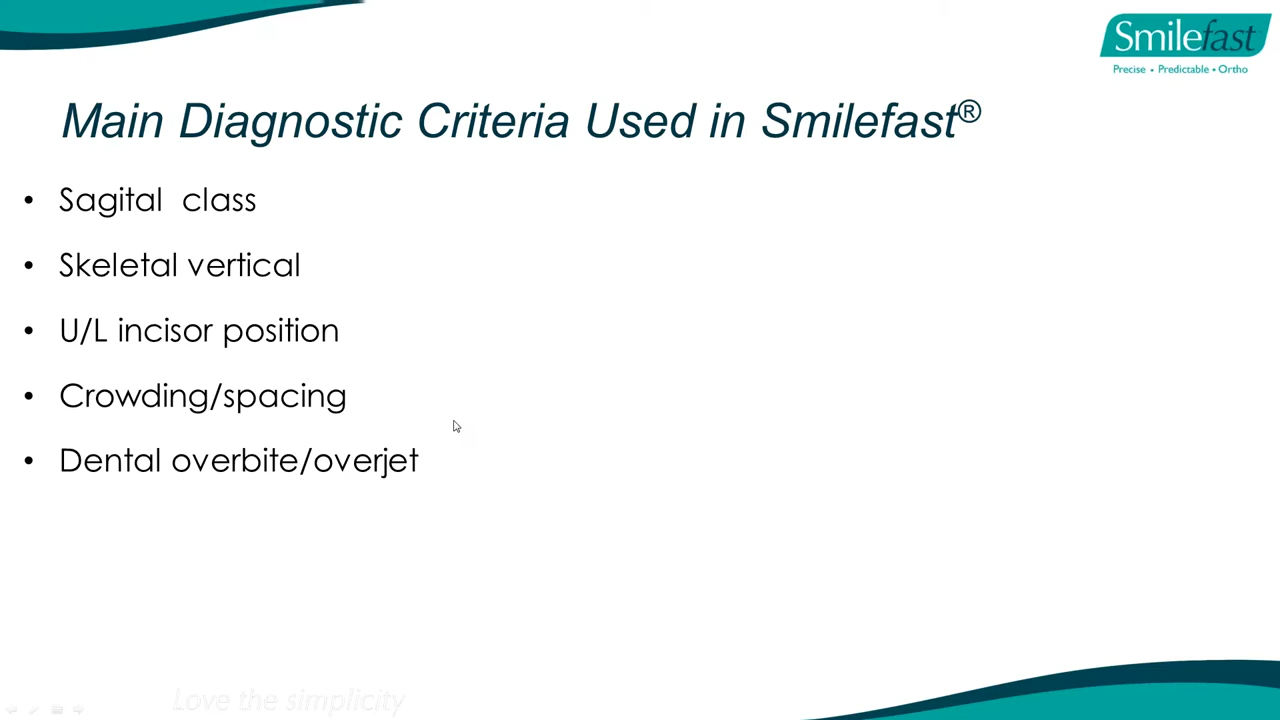 Smilefast
Precise • Predictable • Ortho
Main Diagnostic Criteria Used in Smilefast®
• Sagital class
• Skeletal vertical
• U/L incisor position
• Crowding/spacing
• Dental overbite/overjet
Love the simplicity